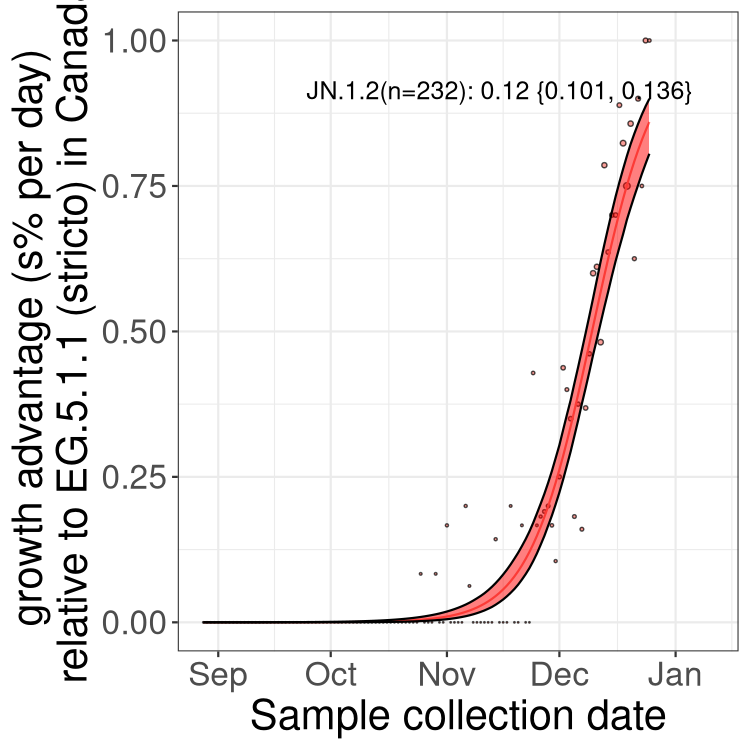 growth advantage (s% per day)
relative to EG.5.1.1 (stricto) in Canada
1.00
0.75
0.50
0.25
0.00
JN.1.2(n=232): 0.12 {0.101, 0.136}
Sep Oct Nov Dec Jan
Sample collection date